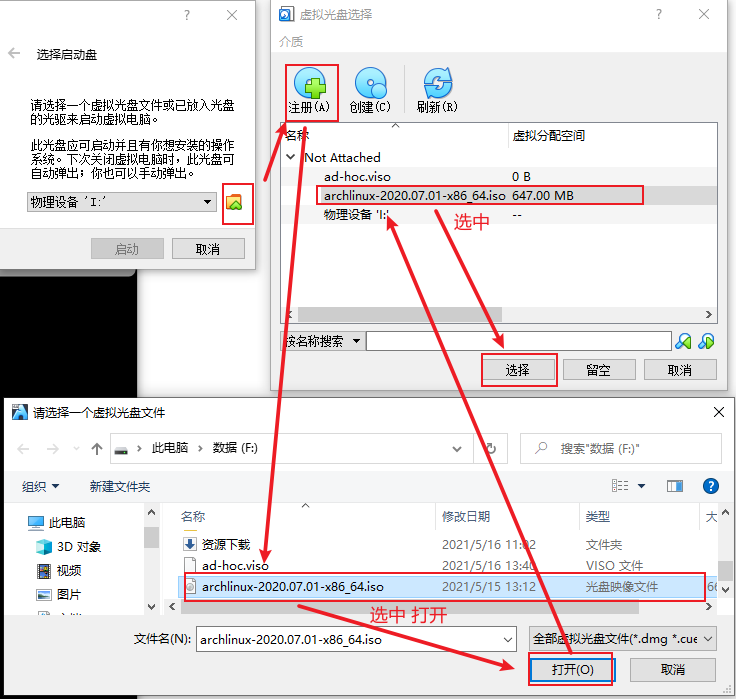 选择启动盘
请选择一个虚拟光盘文件或已放入光盘
的光驱来启动虚拟电脑。
此光盘应可启动并且有你想安装的操作
系统。下次关闭虚拟电脑时，此光盘可
自动弹出；你也可以手动弹出。
物理设备 'I:'
启动
取消
虚拟光盘选择
介质
注册(A)
创建(C)
刷新(R)
名称
虚拟分配空间
Not Attached
ad-hoc.viso
0 B
archlinux-2020.07.01-x86_64.iso
647.00 MB
物理设备 'I:'
--
选中
按名称搜索
选择
留空
取消
请选择一个虚拟光盘文件
此电脑
数据 (F:)
搜索"数据 (F:)"
组织
新建文件夹
此电脑
3D 对象
视频
图片
名称
修改日期
类型
大
资源下载
2021/5/16 11:02
文件夹
ad-hoc.viso
2021/5/16 13:40
VISO 文件
archlinux-2020.07.01-x86_64.iso
2021/5/15 13:12
光盘映像文件
选中 打开
文件名(N):
archlinux-2020.07.01-x86_64.iso
全部虚拟光盘文件(*.dmg *.cue
打开(O)
取消